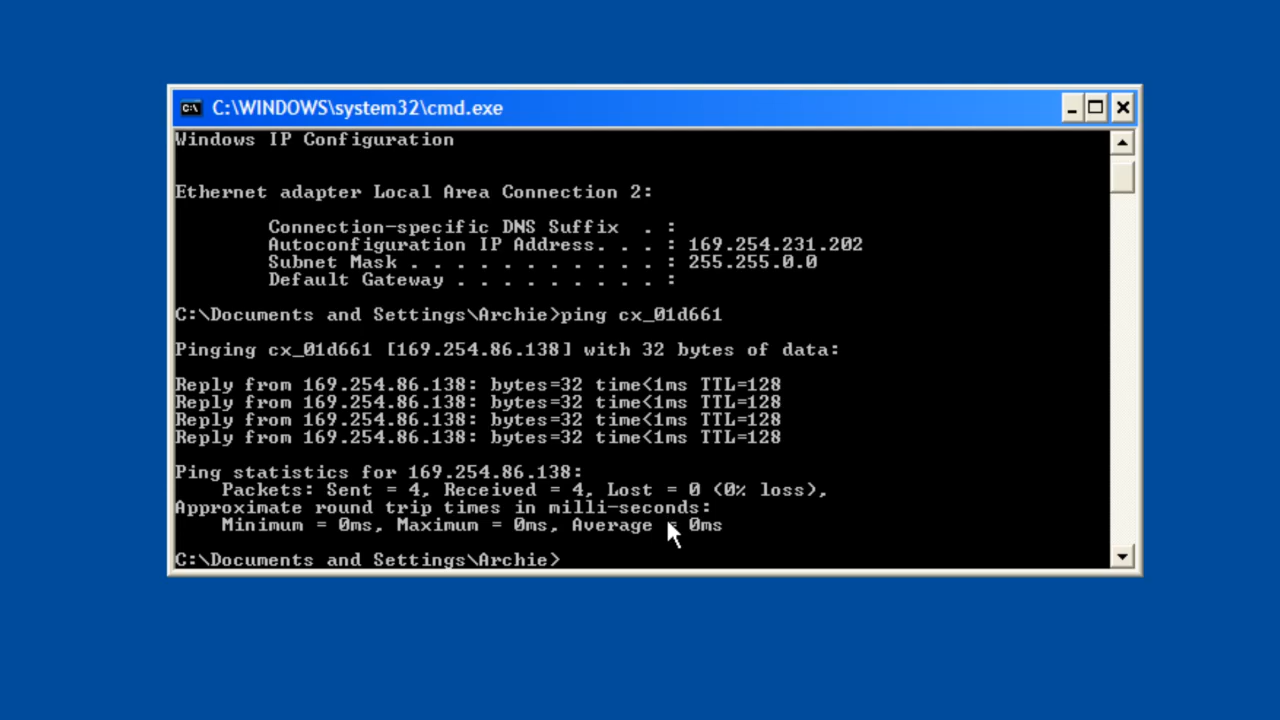 C:\WINDOWS\system32\cmd.exe
Windows IP Configuration
Ethernet adapter Local Area Connection 2:
Connection-specific DNS Suffix  . :
Autoconfiguration IP Address. . . : 169.254.231.202
Subnet Mask . . . . . . . . . . . : 255.255.0.0
Default Gateway . . . . . . . . . :
C:\Documents and Settings\Archie>ping cx_01d661
Pinging cx_01d661 [169.254.86.138] with 32 bytes of data:
Reply from 169.254.86.138: bytes=32 time<1ms TTL=128
Reply from 169.254.86.138: bytes=32 time<1ms TTL=128
Reply from 169.254.86.138: bytes=32 time<1ms TTL=128
Reply from 169.254.86.138: bytes=32 time<1ms TTL=128
Ping statistics for 169.254.86.138:
Packets: Sent = 4, Received = 4, Lost = 0 (0% loss),
Approximate round trip times in milli-seconds:
Minimum = 0ms, Maximum = 0ms, Average = 0ms
C:\Documents and Settings\Archie>